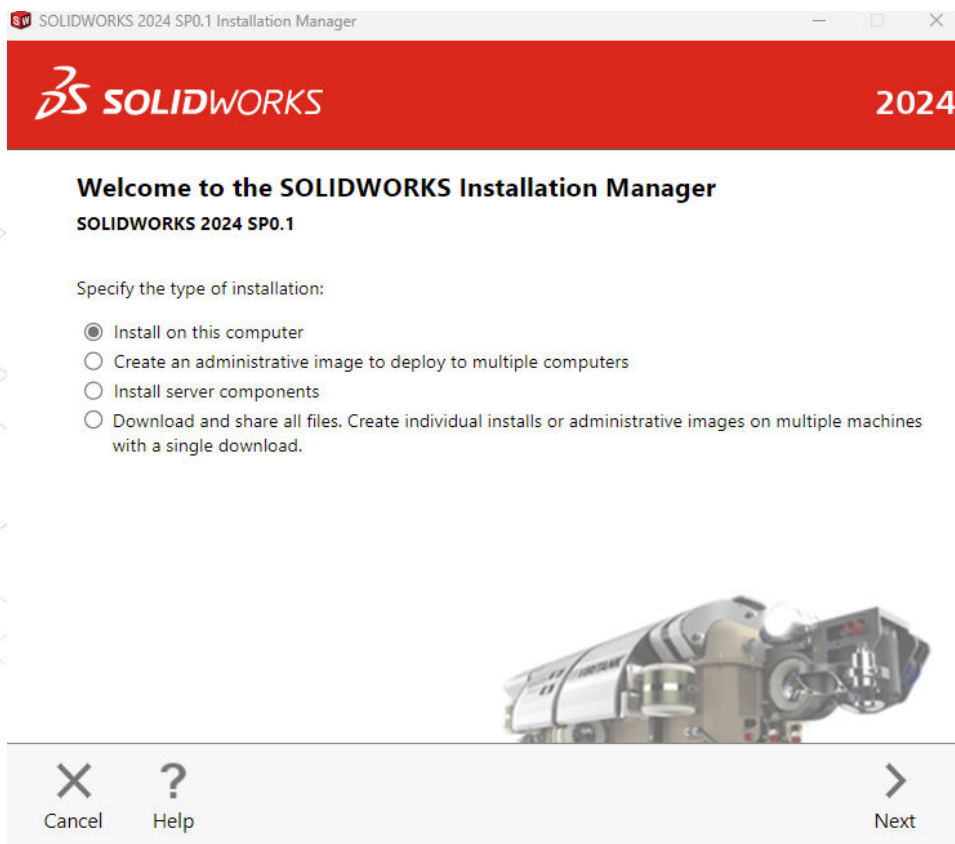 SW SOLIDWORKS 2024 SP0.1 Installation Manager
3S SOLIDWORKS
2024
Welcome to the SOLIDWORKS Installation Manager
SOLIDWORKS 2024 SP0.1
Specify the type of installation:
Install on this computer
Create an administrative image to deploy to multiple computers
Install server components
Download and share all files. Create individual installs or administrative images on multiple machines
with a single download.
? 
Cancel
Help
Next